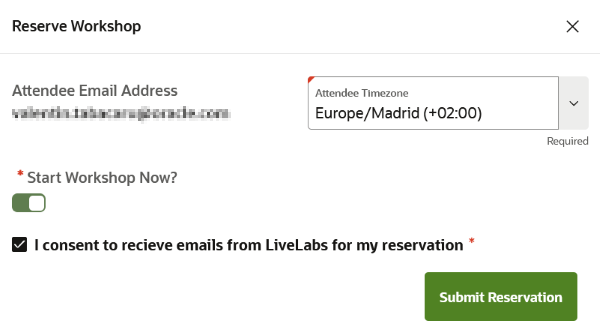 Reserve Workshop
Attendee Email Address
Attendee Timezone
Europe/Madrid (+02:00)
Required
* Start Workshop Now?
I consent to recieve emails from LiveLabs for my reservation *
Submit Reservation